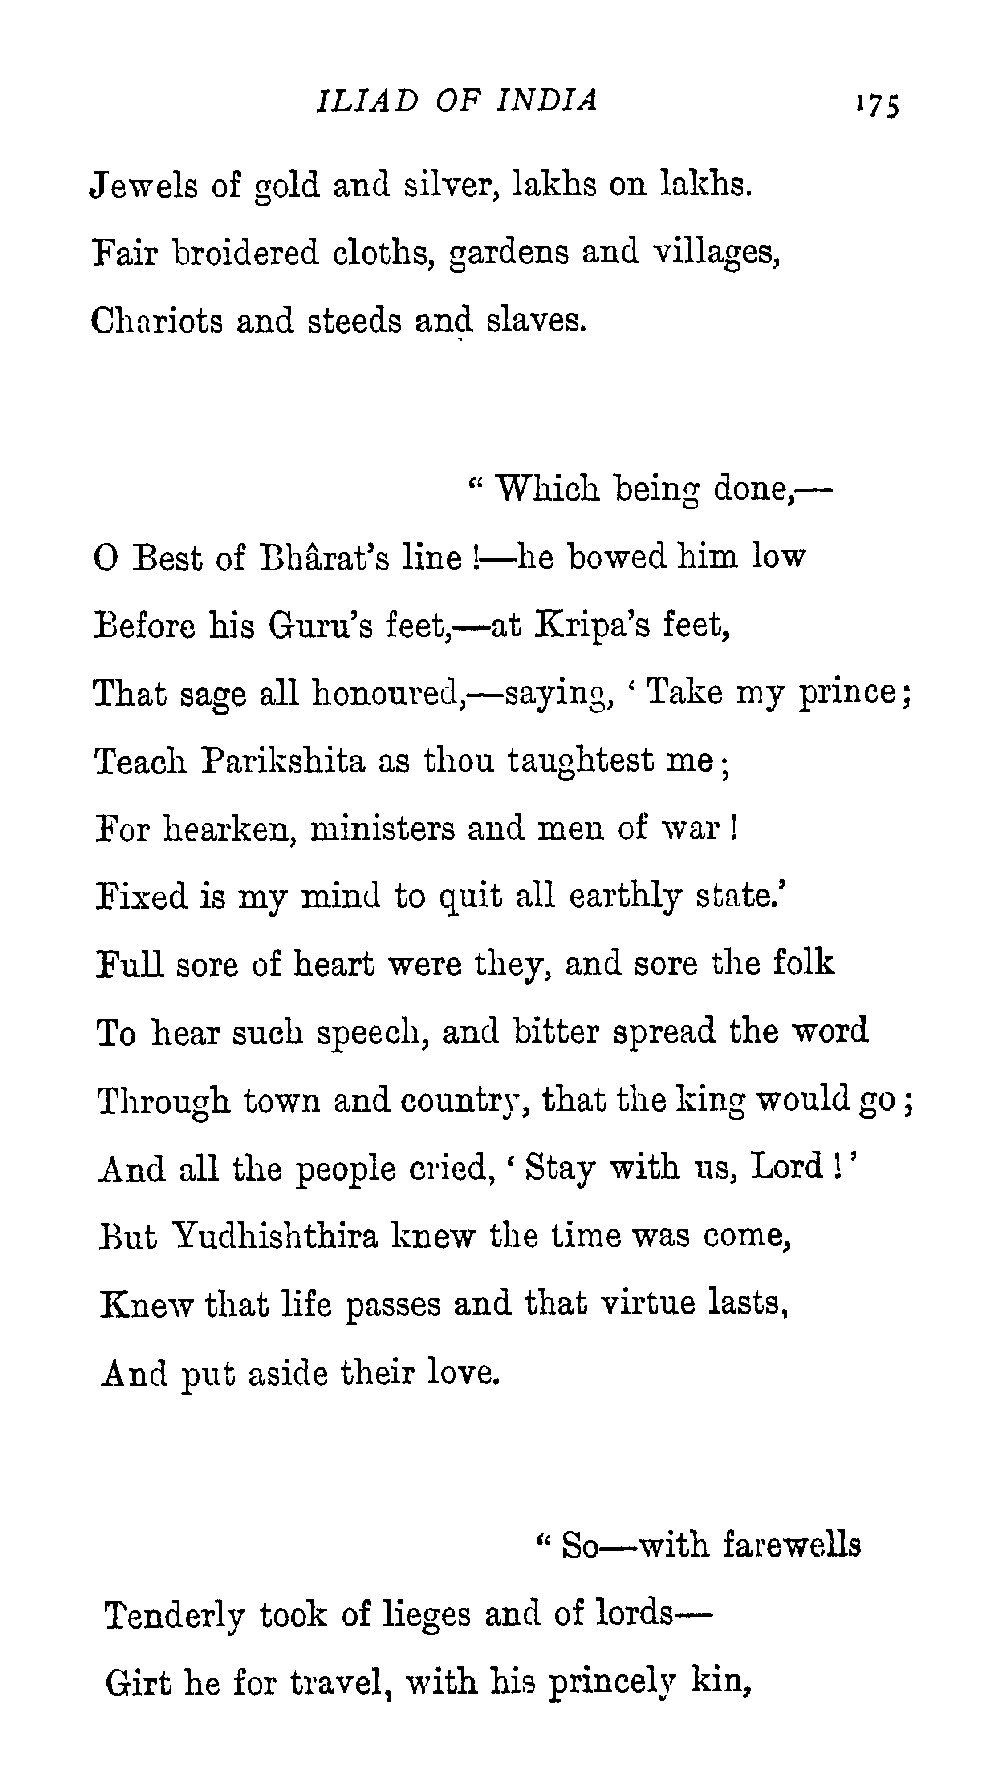 ILIAD OF INDIA 175
Jewels of gold and silver, lakhs on lakhs.
Fair broidered cloths, gardens and villages,
Chariots and steeds and slaves.
“ Which being done,—
O Best of Bhârat’s line !—he bowed him low
Before his Guru’s feet,—at Kripa’s feet,
That sage all honoured,—saying, ‘ Take my prince ;
Teach Parikshita as thou taughtest me ;
For hearken, ministers and men of war !
Fixed is my mind to quit all earthly state.’
Full sore of heart were they, and sore the folk
To hear such speech, and bitter spread the word
Through town and country, that the king would go ;
And all the people cried, ‘ Stay with us, Lord ! ’
But Yudhishthira knew the time was come,
Knew that life passes and that virtue lasts,
And put aside their love.
“ So—with farewells
Tenderly took of lieges and of lords—
Girt he for travel, with his princely kin,